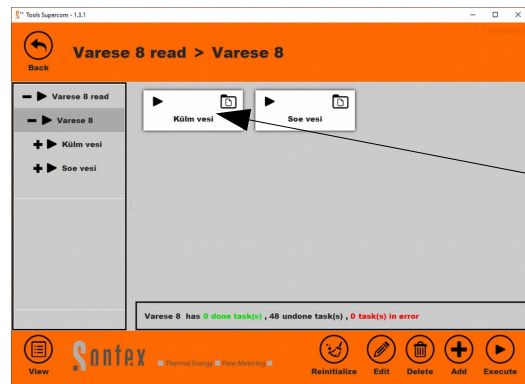 Tools Supercom - 1.3.1
Back
Varese 8 read > Varese 8
Varese 8 read
Varese 8
Külm vesi
Soe vesi
Külm vesi
Soe vesi
Varese 8 has 0 done task(s) , 48 undone task(s) , 0 task(s) in error
View
Sontex
Thermal Energy Flow Metering
Reinitialize
Edit
Delete
Add
Execute